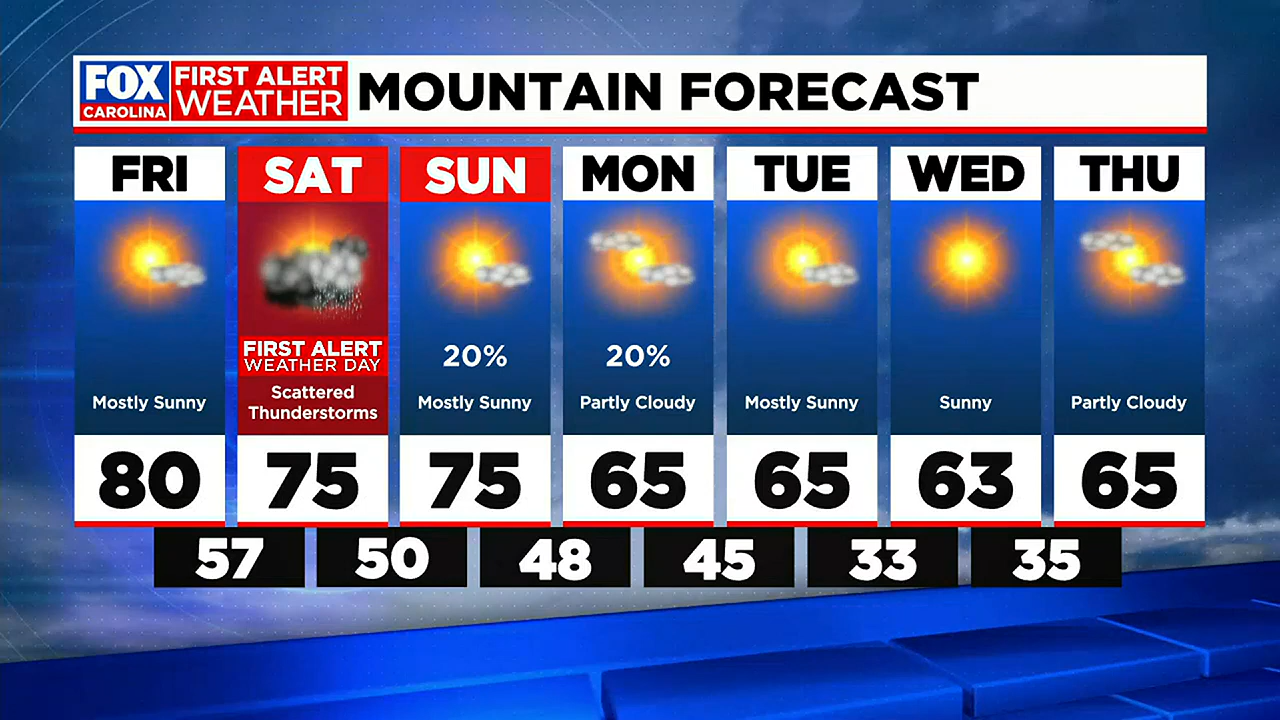 FOX
CAROLINA
FIRST ALERT
WEATHER
MOUNTAIN FORECAST
FRI
SAT
SUN
MON
TUE
WED
THU
FIRST ALERT
WEATHER DAY
20%
20%
Mostly Sunny
Scattered
Thunderstorms
Mostly Sunny
Partly Cloudy
Mostly Sunny
Sunny
Partly Cloudy
80
75
75
65
65
63
65
57
50
48
45
33
35